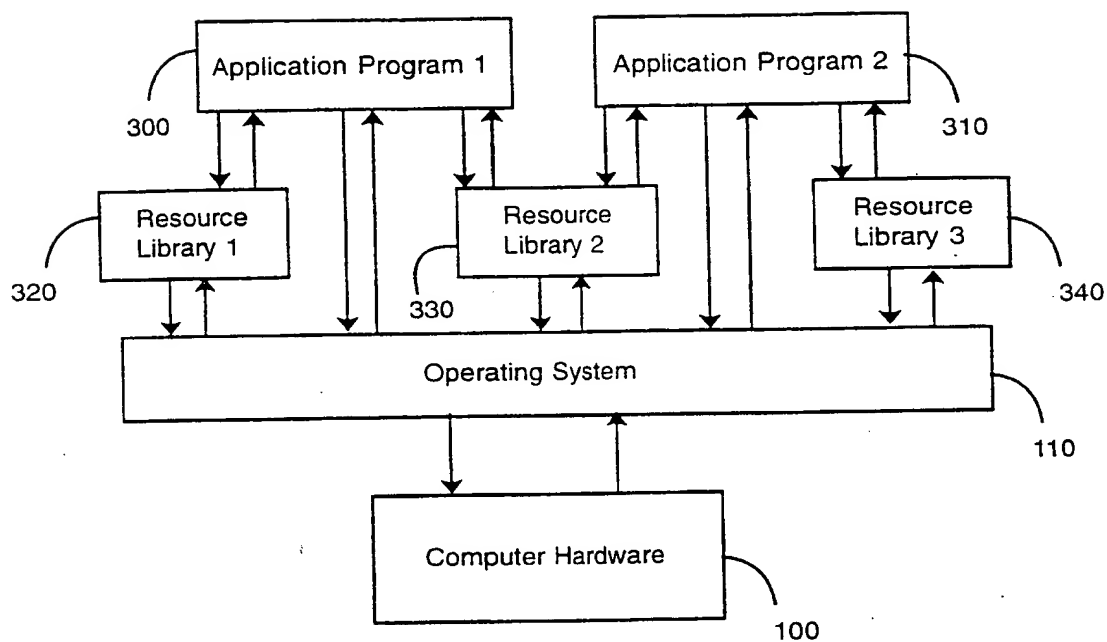 Application Program 1
Application Program 2
300
310
Resource
Library 1
Resource
Library 2
Resource
Library 3
320
330
340
Operating System
110
Computer Hardware
100